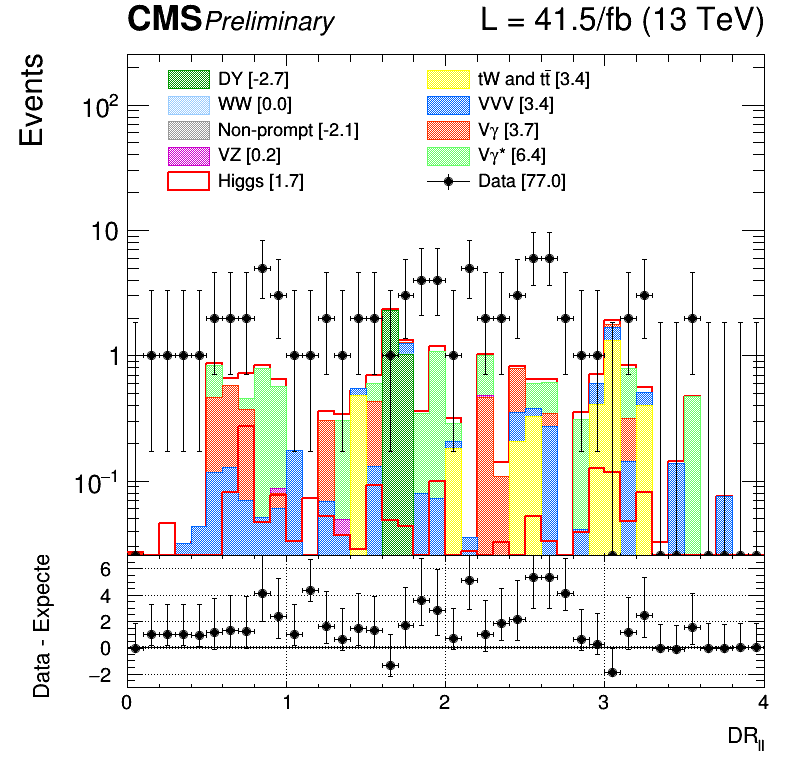 CMS Preliminary L = 41.5/fb (13 TeV)
Events
DY [-2.7]
WW [0.0]
Non-prompt [-2.1]
VZ [0.2]
Higgs [1.7]
tW and tt̄ [3.4]
VVV [3.4]
Vγ [3.7]
Vγ* [6.4]
Data [77.0]
10²
10
1
10⁻¹
Data - Expecte
6
4
2
0
−2
0 1 2 3 4
DR_ll